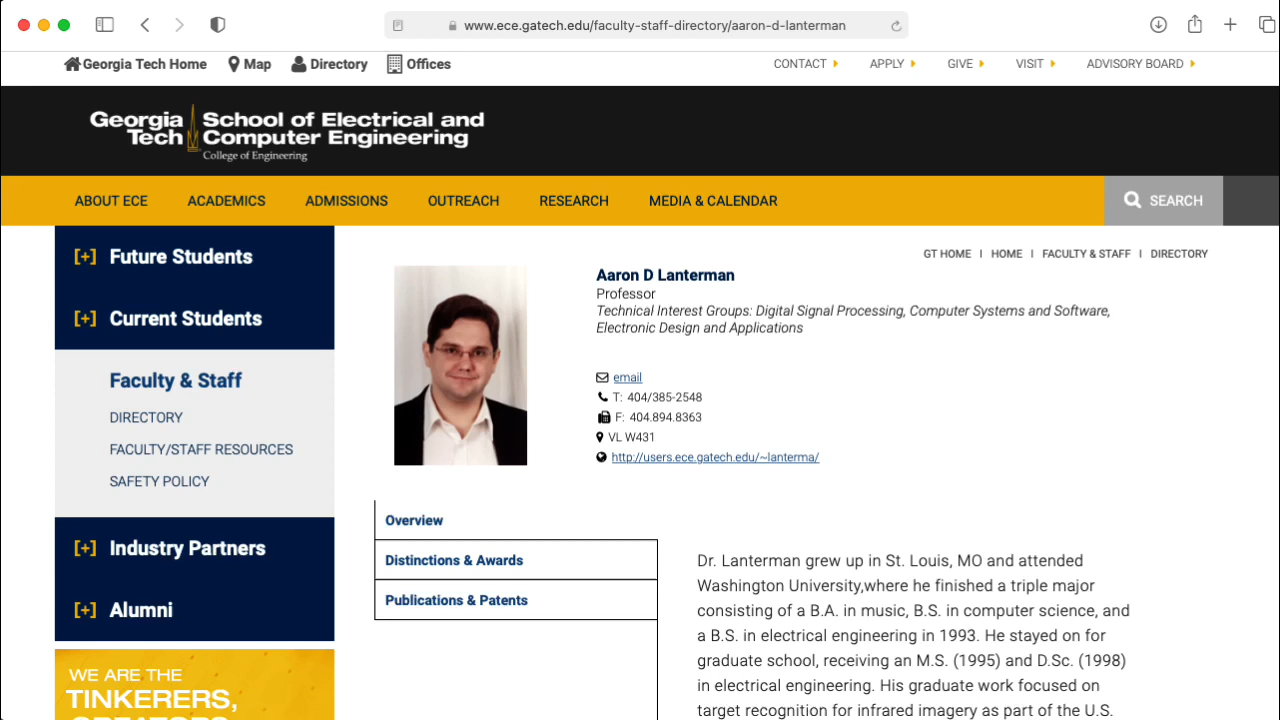 www.ece.gatech.edu/faculty-staff-directory/aaron-d-lanterman
Georgia Tech Home Map Directory Offices
CONTACT APPLY GIVE VISIT ADVISORY BOARD
Georgia Tech
School of Electrical and Computer Engineering
College of Engineering
ABOUT ECE ACADEMICS ADMISSIONS OUTREACH RESEARCH MEDIA & CALENDAR
SEARCH
[+] Future Students
[+] Current Students
Faculty & Staff
DIRECTORY
FACULTY/STAFF RESOURCES
SAFETY POLICY
[+] Industry Partners
[+] Alumni
WE ARE THE
TINKERERS,
CREATORS
GT HOME I HOME I FACULTY & STAFF I DIRECTORY
Aaron D Lanterman
Professor
Technical Interest Groups: Digital Signal Processing, Computer Systems and Software,
Electronic Design and Applications
email
T: 404/385-2548
F: 404.894.8363
VL W431
http://users.ece.gatech.edu/~lanterma/
Overview
Distinctions & Awards
Publications & Patents
Dr. Lanterman grew up in St. Louis, MO and attended
Washington University,where he finished a triple major
consisting of a B.A. in music, B.S. in computer science, and
a B.S. in electrical engineering in 1993. He stayed on for
graduate school, receiving an M.S. (1995) and D.Sc. (1998)
in electrical engineering. His graduate work focused on
target recognition for infrared imagery as part of the U.S.